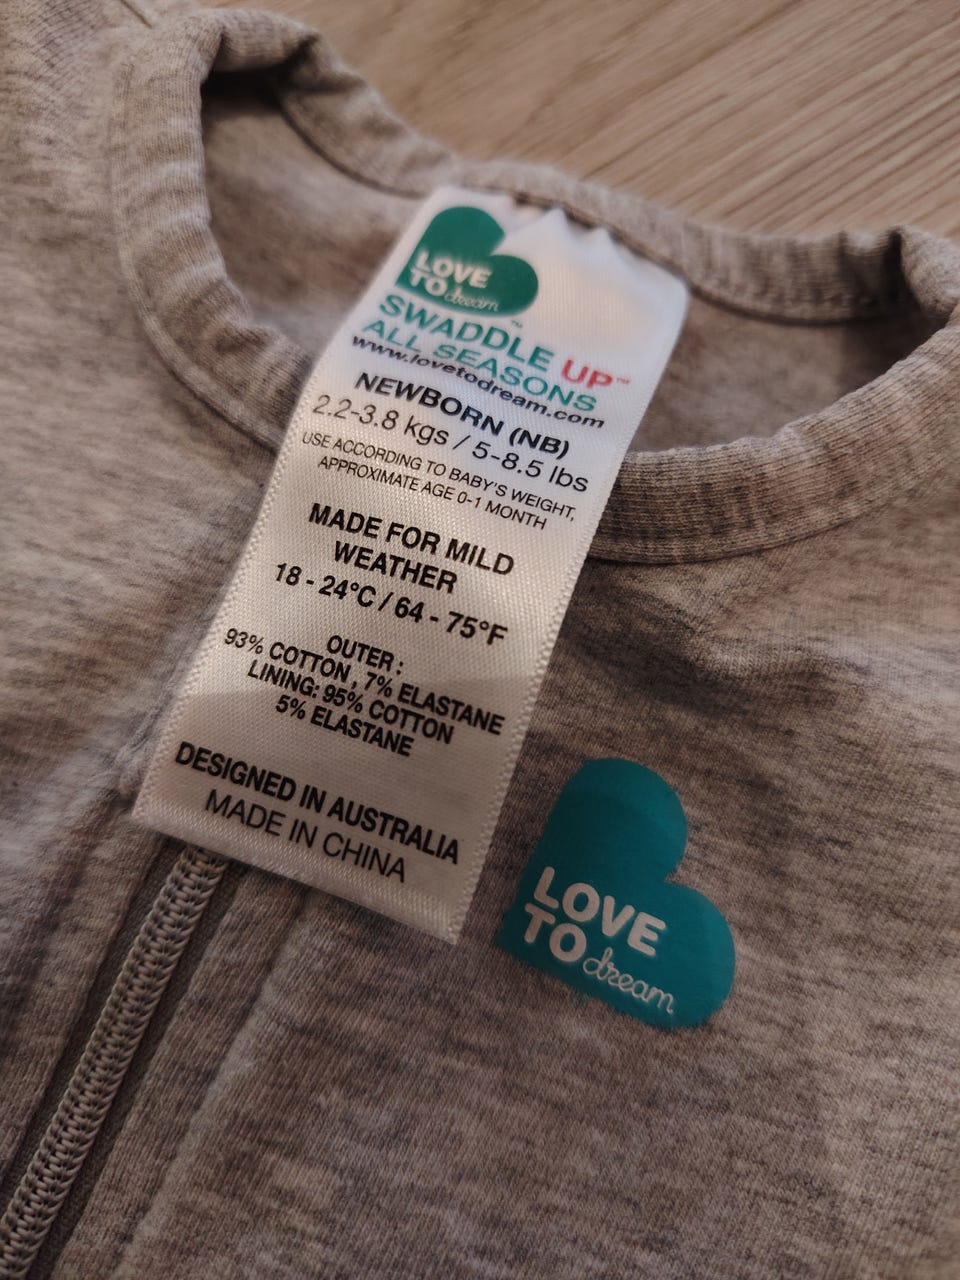 LOVE
TO dream
SWADDLE UP™
ALL SEASONS
www.lovetodream.com
NEWBORN (NB)
2.2-3.8 kgs / 5-8.5 lbs
USE ACCORDING TO BABY'S WEIGHT,
APPROXIMATE AGE 0-1 MONTH
MADE FOR MILD
WEATHER
18 - 24°C / 64 - 75°F
OUTER :
93% COTTON , 7% ELASTANE
LINING: 95% COTTON
5% ELASTANE
DESIGNED IN AUSTRALIA
MADE IN CHINA
LOVE
TO dream